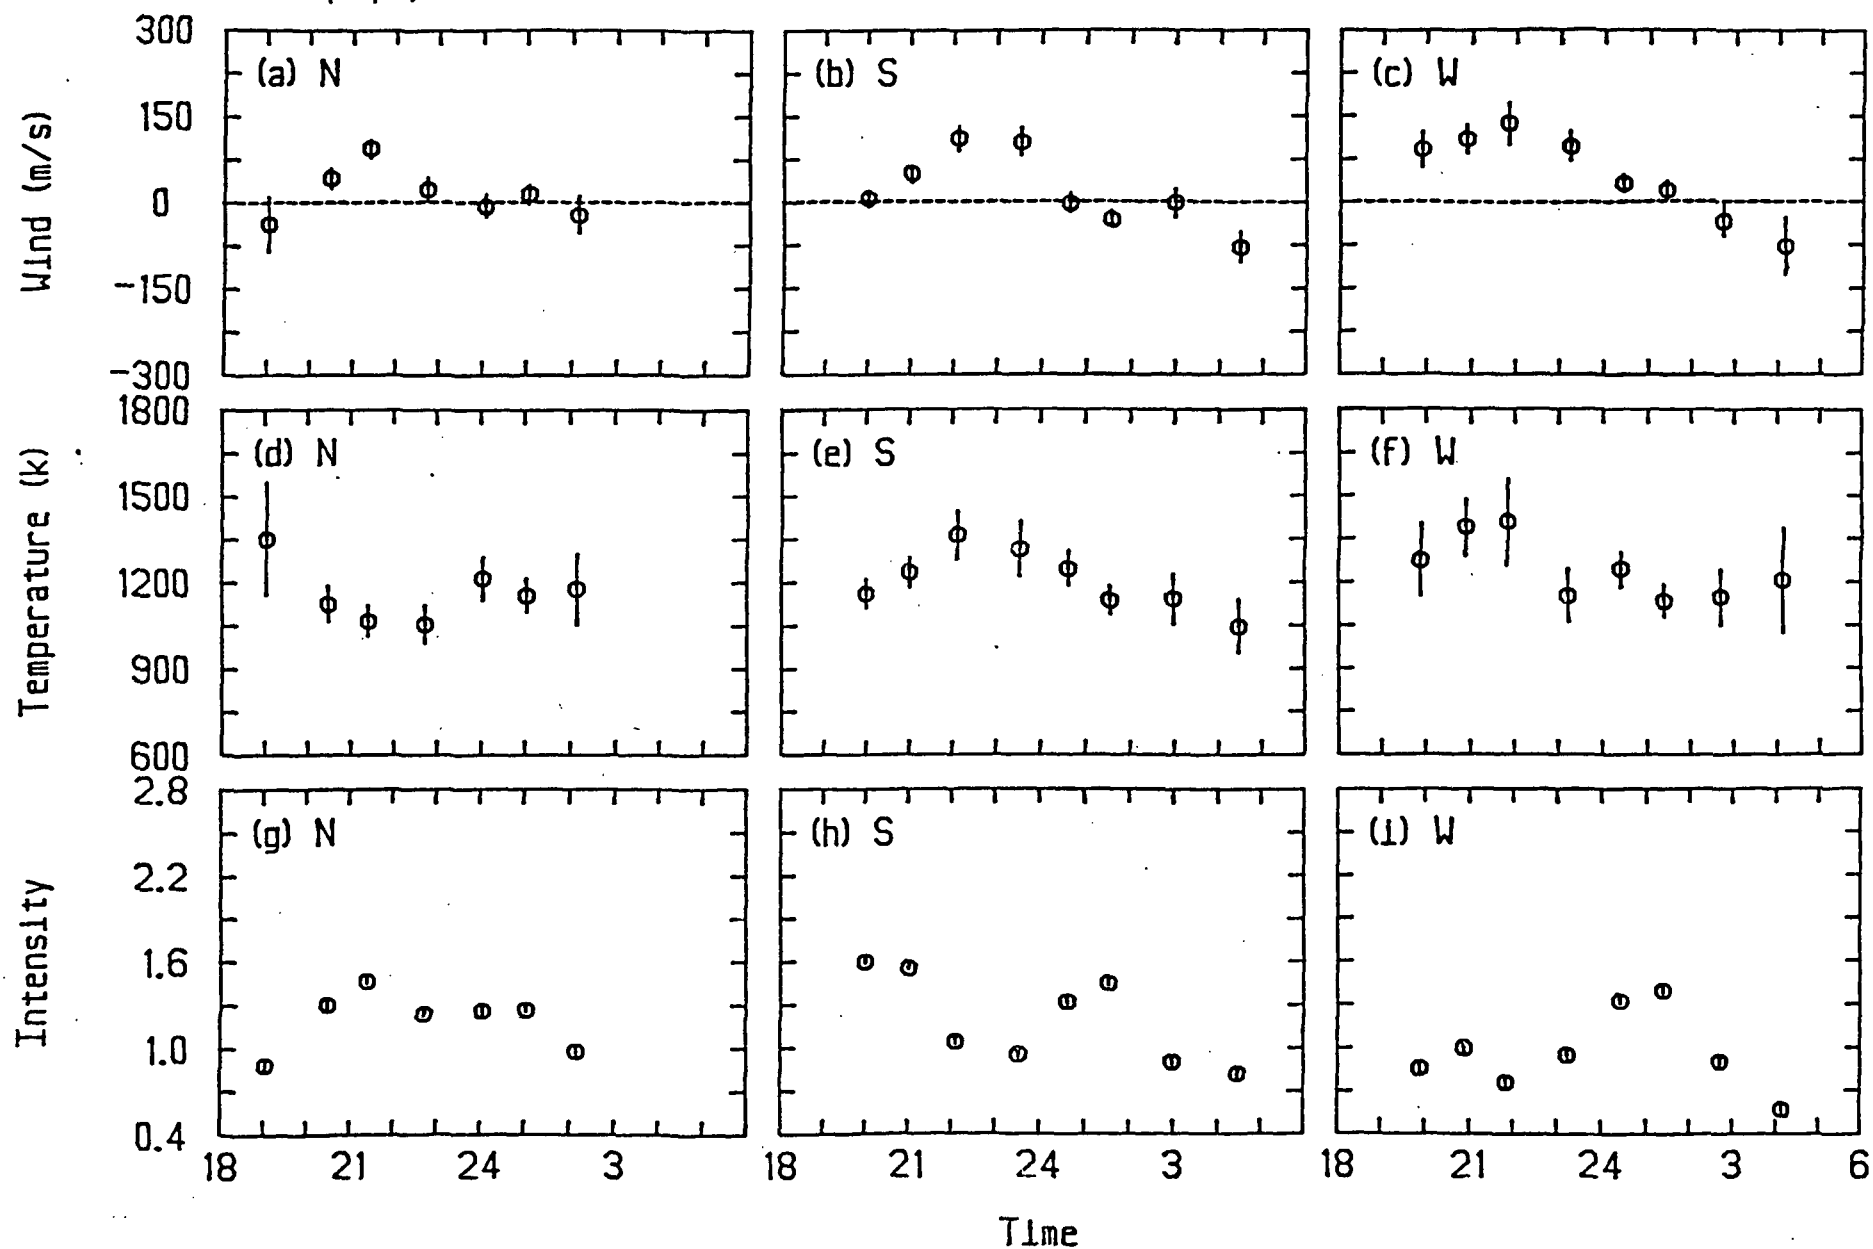 300
150
0
-150
-300
Wind (m/s)
(a) N
(b) S
(c) W
1800
1500
1200
900
600
Temperature (k)
(d) N
(e) S
(f) W
2.8
2.2
1.6
1.0
0.4
Intensity
(g) N
(h) S
(i) W
18 21 24 3
18 21 24 3
18 21 24 3 6
Time